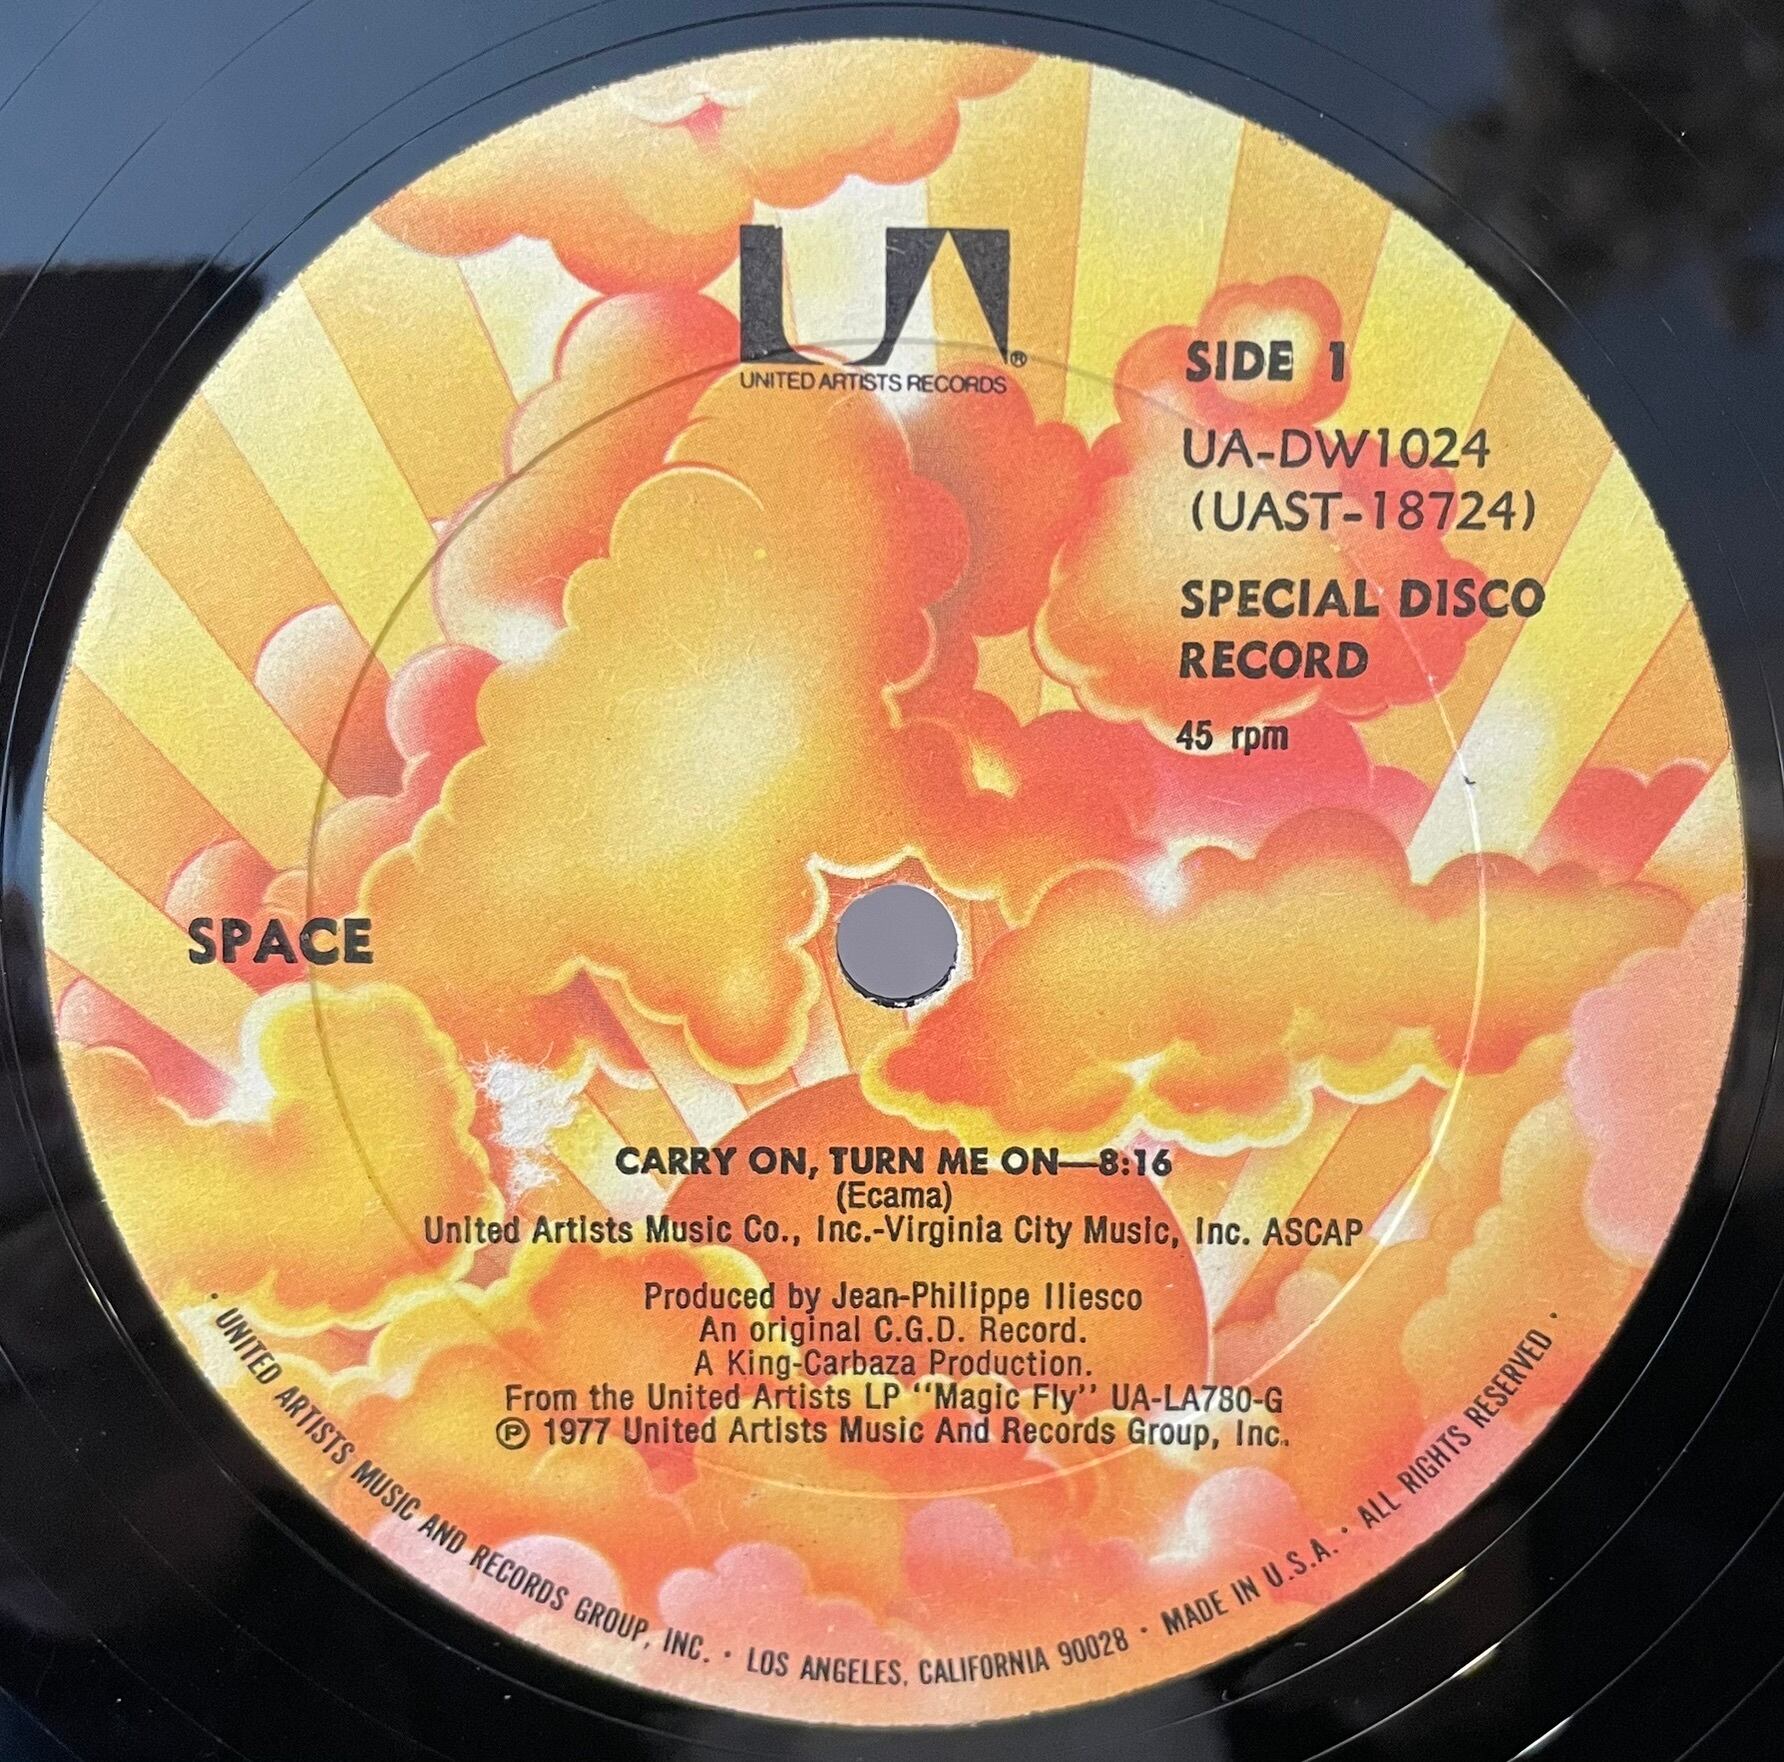 UA®
UNITED ARTISTS RECORDS
SIDE 1
UA-DW1024
(UAST-18724)
SPECIAL DISCO
RECORD
45 rpm
SPACE
CARRY ON, TURN ME ON—8:16
(Ecama)
United Artists Music Co., Inc.-Virginia City Music, Inc. ASCAP
Produced by Jean-Philippe Iliesco
An original C.G.D. Record.
A King-Carbaza Production.
From the United Artists LP "Magic Fly" UA-LA780-G
℗ 1977 United Artists Music And Records Group, Inc.
· UNITED ARTISTS MUSIC AND RECORDS GROUP, INC. · LOS ANGELES, CALIFORNIA 90028 · MADE IN U.S.A. · ALL RIGHTS RESERVED ·